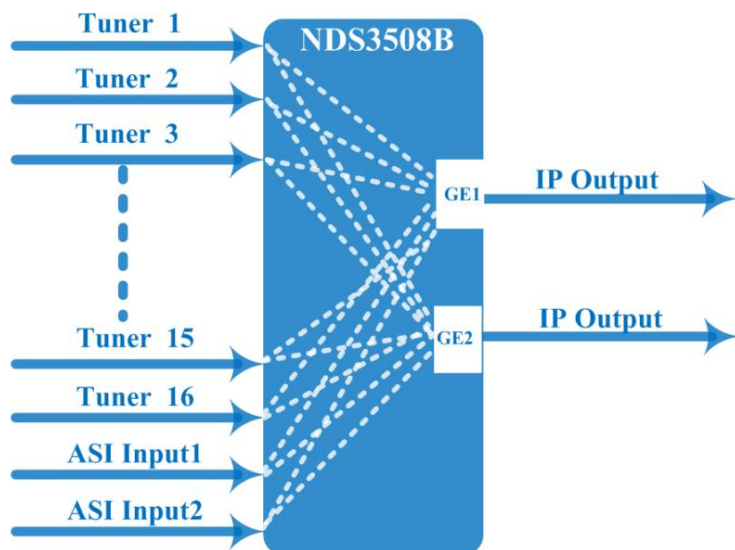 Tuner 1
NDS3508B
Tuner 2
Tuner 3
GE1
IP Output
GE2
IP Output
Tuner 15
Tuner 16
ASI Input1
ASI Input2